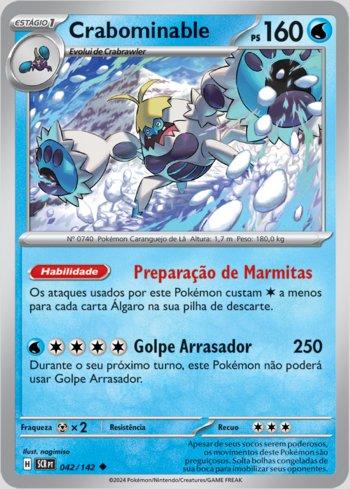 ESTÁGIO 1
Crabominable
PS 160
Evolui de Crabrawler
Nº 0740 Pokémon Caranguejo de Lã Altura: 1,7 m Peso: 180,0 kg
Habilidade Preparação de Marmitas
Os ataques usados por este Pokémon custam a menos
para cada carta Álgaro na sua pilha de descarte.
Golpe Arrasador 250
Durante o seu próximo turno, este Pokémon não poderá
usar Golpe Arrasador.
Fraqueza ×2 Resistência Recuo
Ilust. nagimiso
H SCR PT 042/142
Apesar de seus socos serem poderosos,
os movimentos deste Pokémon são
preguiçosos. Solta bolhas congelantes
da boca para imobilizar seus oponentes.
©2024 Pokémon/Nintendo/Creatures/GAME FREAK